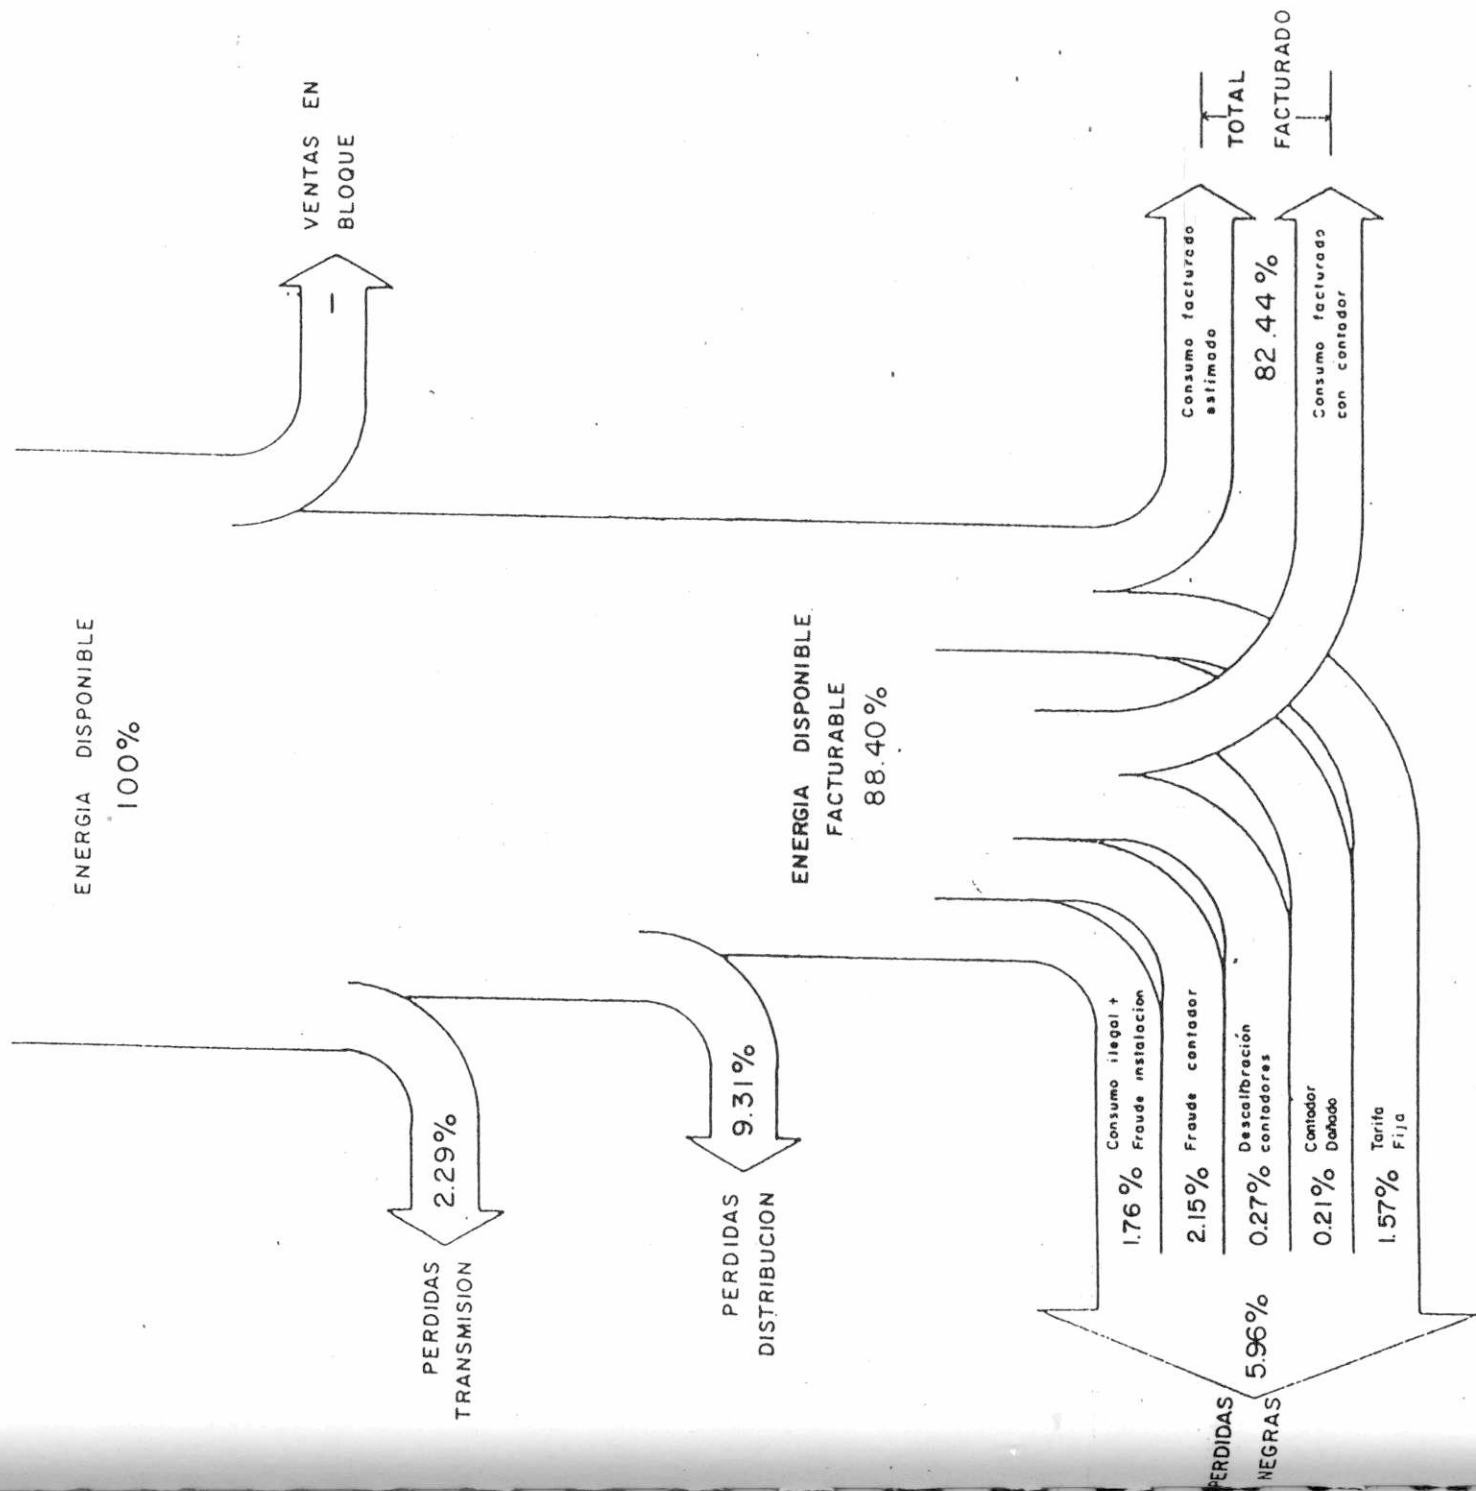 ENERGIA DISPONIBLE
100%
VENTAS EN
BLOQUE
—
2.29%
PERDIDAS
TRANSMISION
9.31%
PERDIDAS
DISTRIBUCION
ENERGIA DISPONIBLE
FACTURABLE
88.40%
Consumo facturado
estimado
82.44%
Consumo facturado
con contador
TOTAL
FACTURADO
1.76% Consumo ilegal +
Fraude instalacion
2.15% Fraude contador
0.27% Descalibración
contadores
0.21% Contador
Dañado
1.57% Tarifa
Fija
5.96%
PERDIDAS
NEGRAS